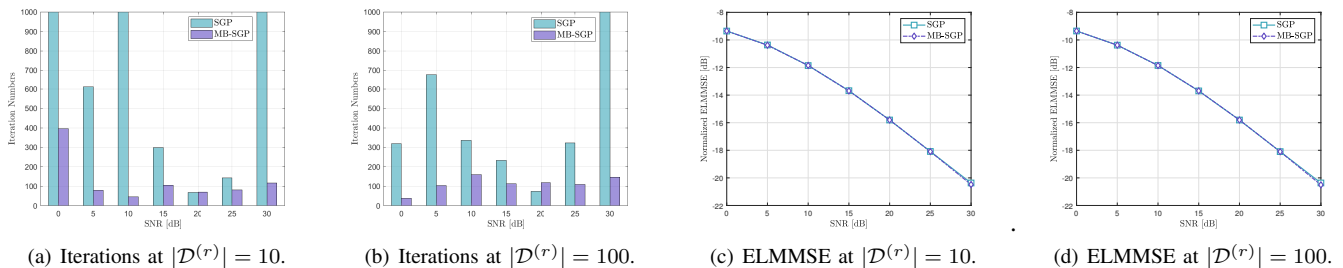 1000
900
800
700
600
500
400
300
200
100
0
Iteration Numbers
SGP
MB-SGP
0 5 10 15 20 25 30
SNR [dB]
(a) Iterations at |𝒟^(r)| = 10.
1000
900
800
700
600
500
400
300
200
100
0
Iteration Numbers
SGP
MB-SGP
0 5 10 15 20 25 30
SNR [dB]
(b) Iterations at |𝒟^(r)| = 100.
-8
-10
-12
-14
-16
-18
-20
-22
Normalized ELMMSE [dB]
SGP
MB-SGP
0 5 10 15 20 25 30
SNR [dB]
(c) ELMMSE at |𝒟^(r)| = 10.
.
-8
-10
-12
-14
-16
-18
-20
-22
Normalized ELMMSE [dB]
SGP
MB-SGP
0 5 10 15 20 25 30
SNR [dB]
(d) ELMMSE at |𝒟^(r)| = 100.